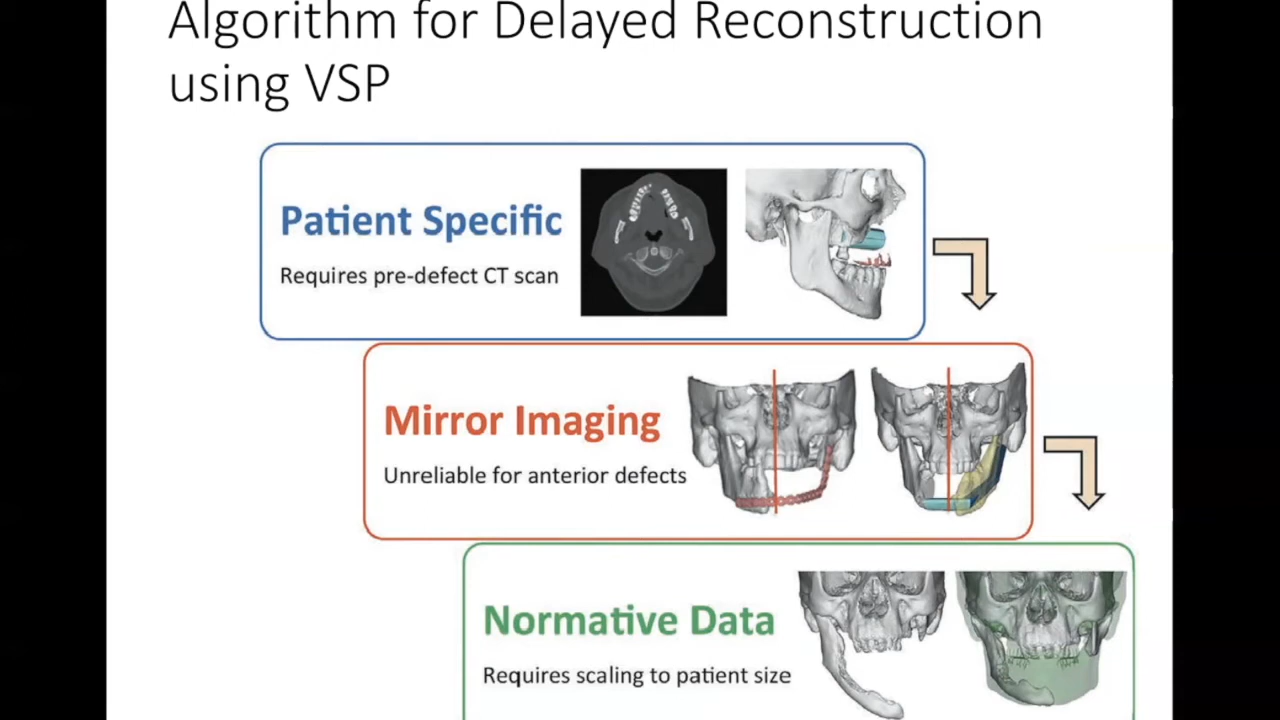 Algorithm for Delayed Reconstruction
using VSP
Patient Specific
Requires pre-defect CT scan
Mirror Imaging
Unreliable for anterior defects
Normative Data
Requires scaling to patient size